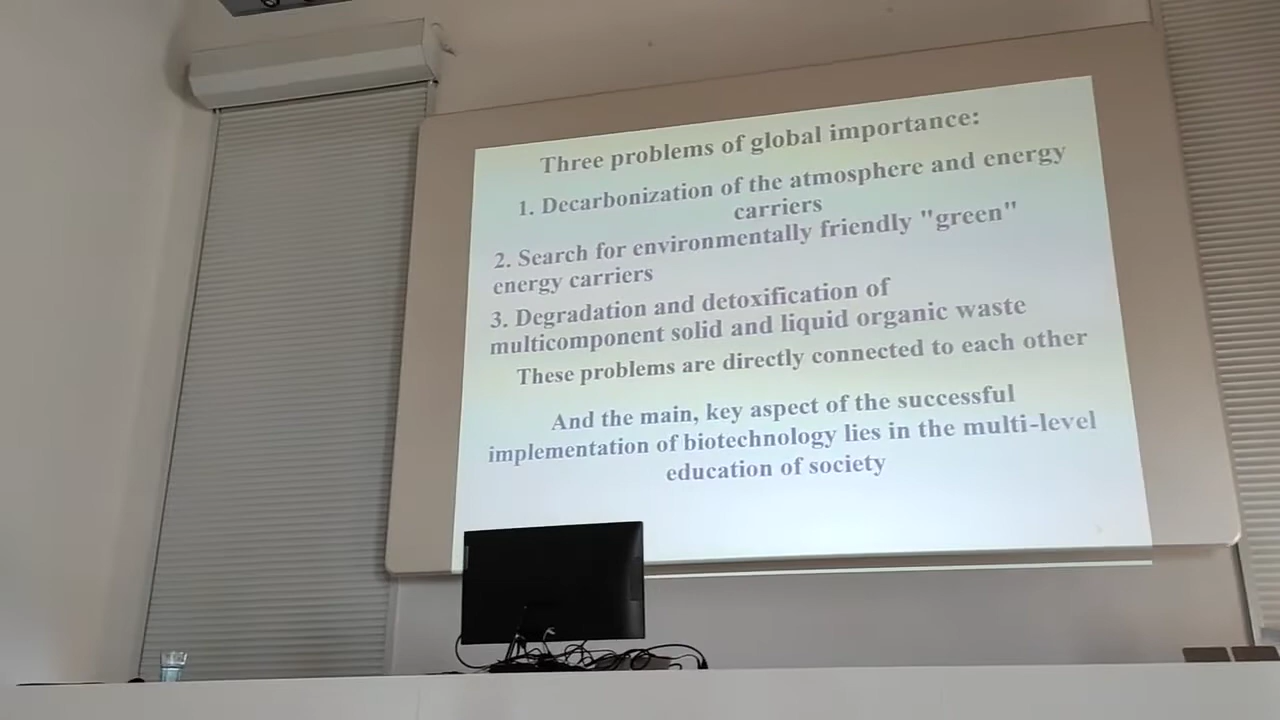 Three problems of global importance:
1. Decarbonization of the atmosphere and energy
carriers
2. Search for environmentally friendly "green"
energy carriers
3. Degradation and detoxification of
multicomponent solid and liquid organic waste
These problems are directly connected to each other
And the main, key aspect of the successful
implementation of biotechnology lies in the multi-level
education of society